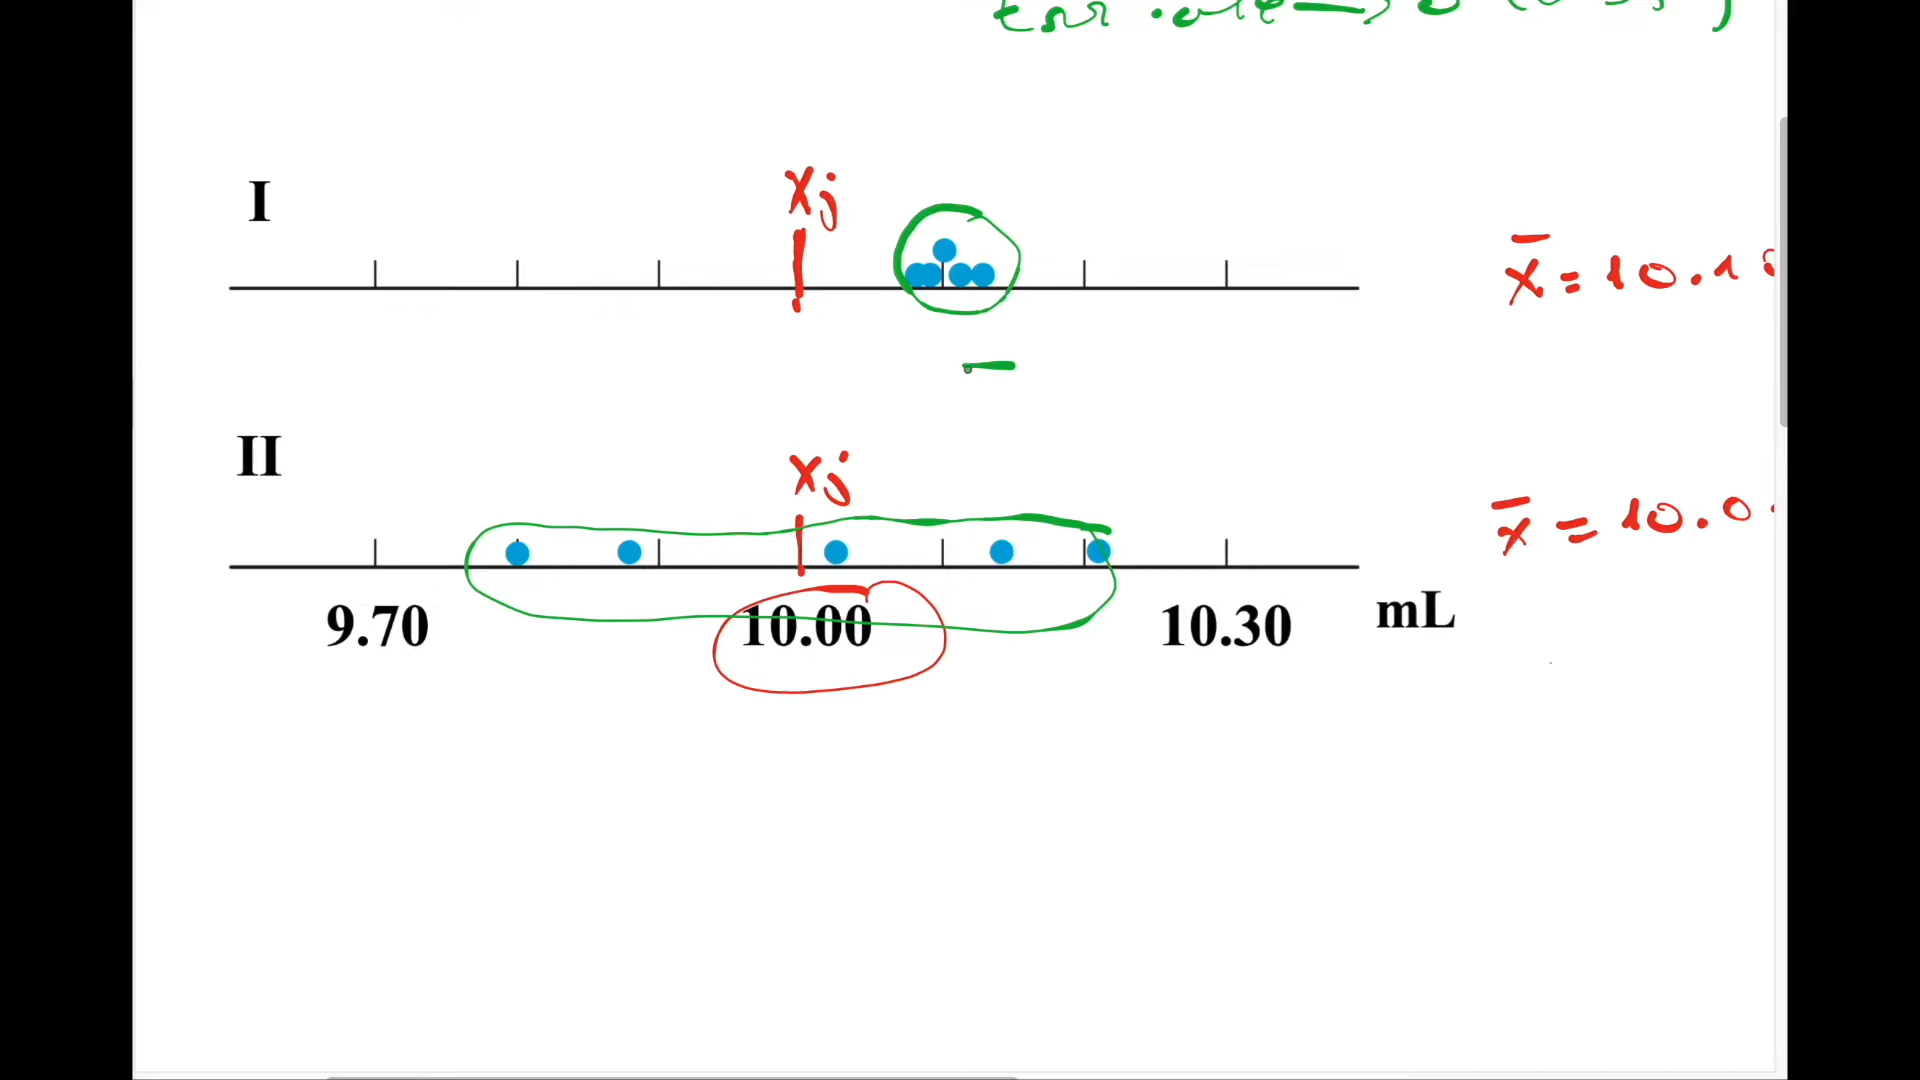 I
xj
x̄ = 10.1
II
xj
x̄ = 10.0
9.70 10.00 10.30 mL